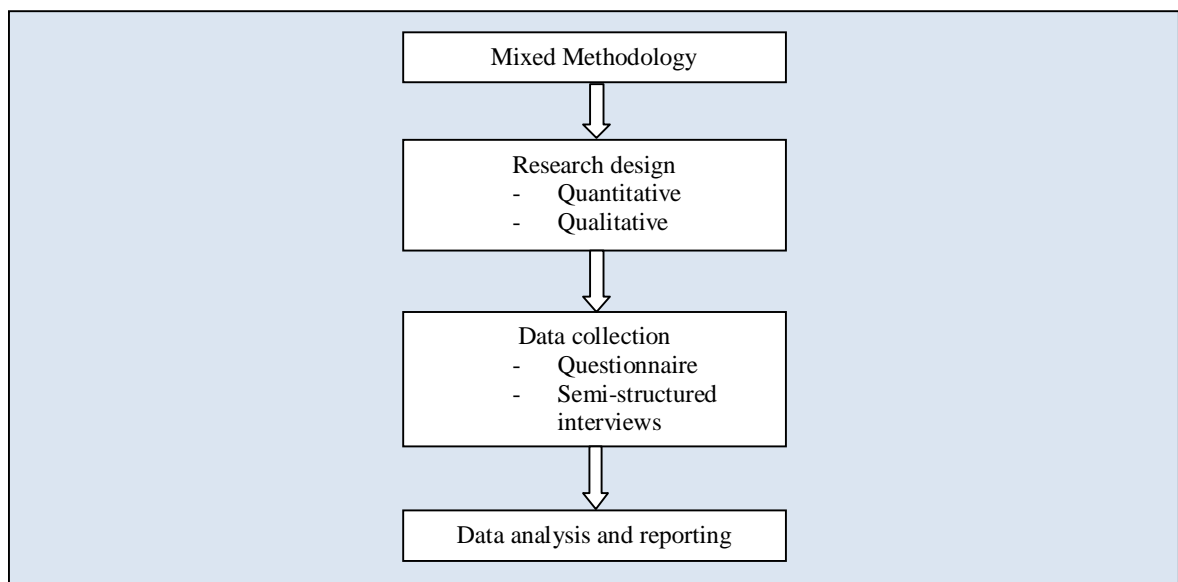 Mixed Methodology
Research design
- Quantitative
- Qualitative
Data collection
- Questionnaire
- Semi-structured
interviews
Data analysis and reporting